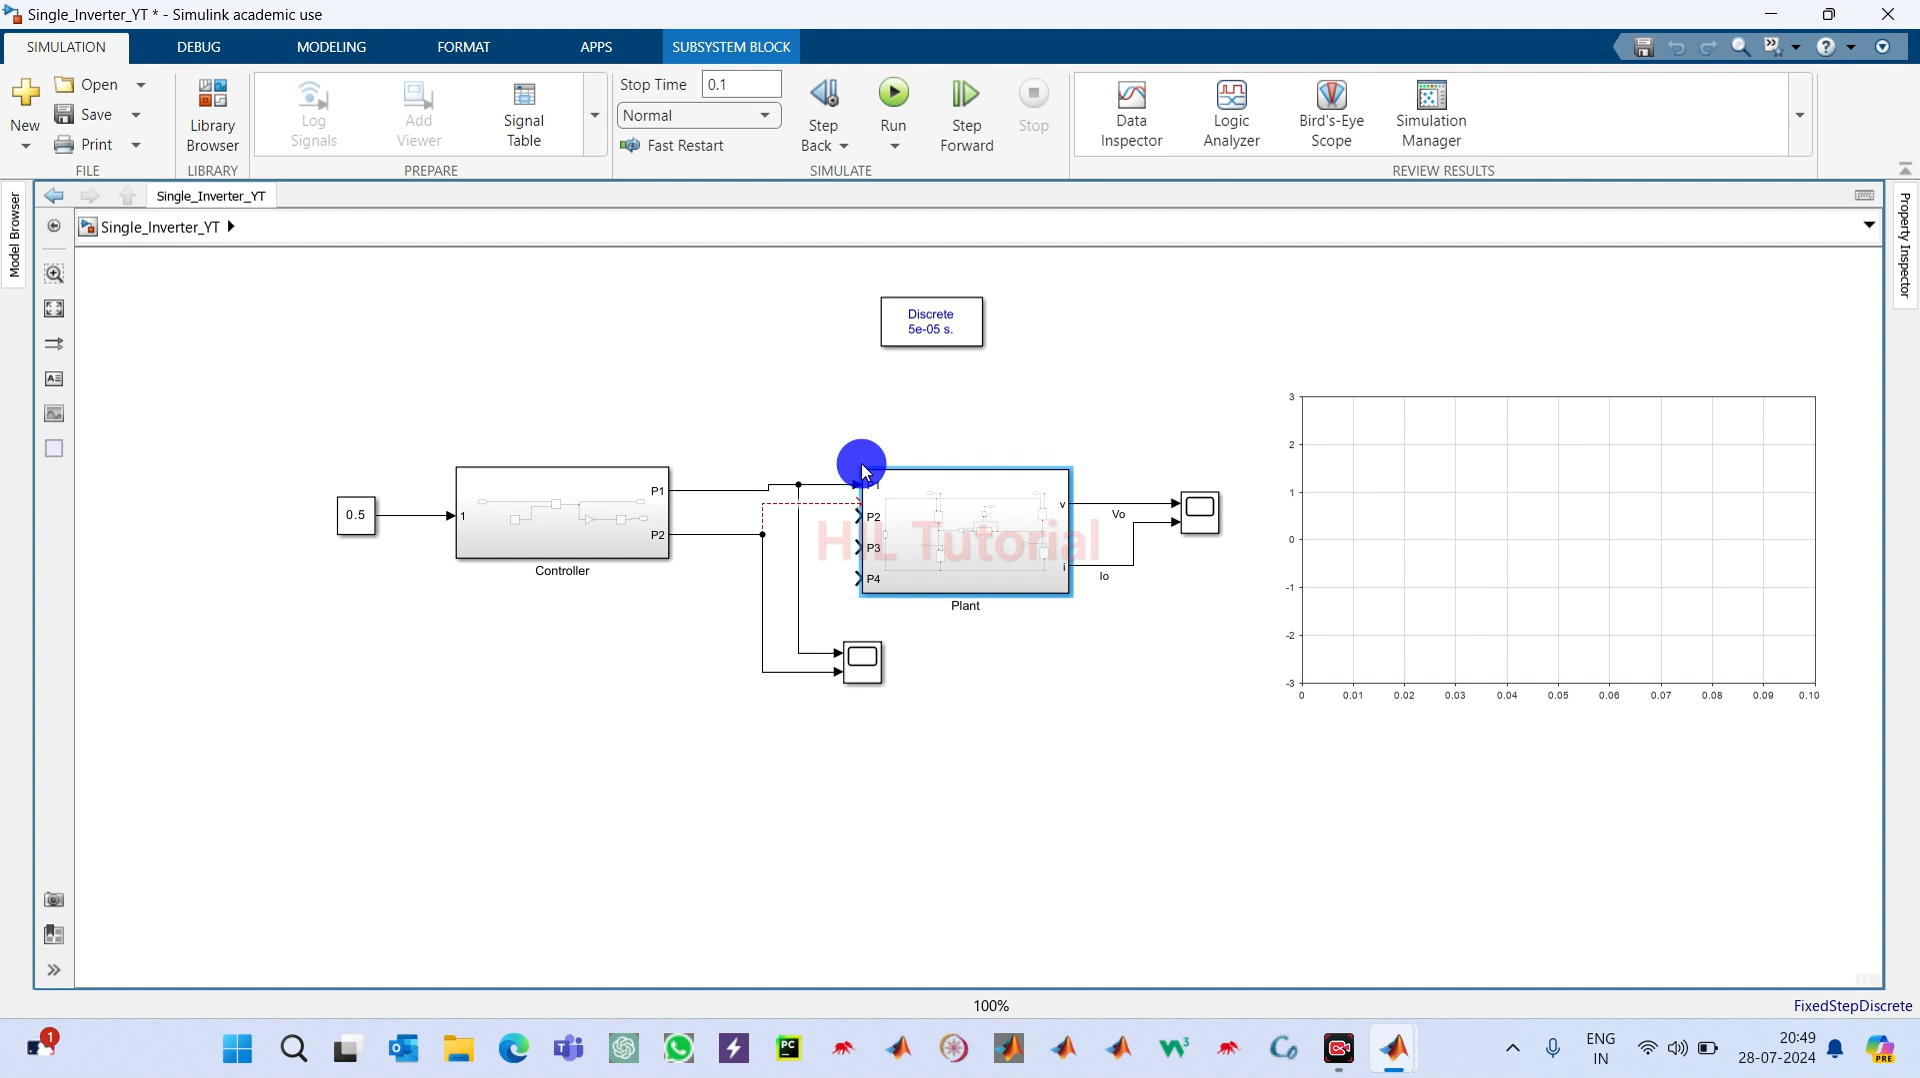 Single_Inverter_YT * - Simulink academic use
SIMULATION
DEBUG
MODELING
FORMAT
APPS
SUBSYSTEM BLOCK
New
Open
Save
Print
FILE
Library
Browser
LIBRARY
Log
Signals
Add
Viewer
Signal
Table
PREPARE
Stop Time 0.1
Normal
Fast Restart
Step
Back
Run
Step
Forward
Stop
SIMULATE
Data
Inspector
Logic
Analyzer
Bird's-Eye
Scope
Simulation
Manager
REVIEW RESULTS
Model Browser
Single_Inverter_YT
Single_Inverter_YT
Property Inspector
Discrete
5e-05 s.
0.5
1
P1
P2
Controller
P2
P3
P4
v
i
Plant
HIL Tutorial
Vo
Io
3
2
1
0
-1
-2
-3
0 0.01 0.02 0.03 0.04 0.05 0.06 0.07 0.08 0.09 0.10
100%
FixedStepDiscrete
1
PC
ENG
IN
20:49
28-07-2024
PRE